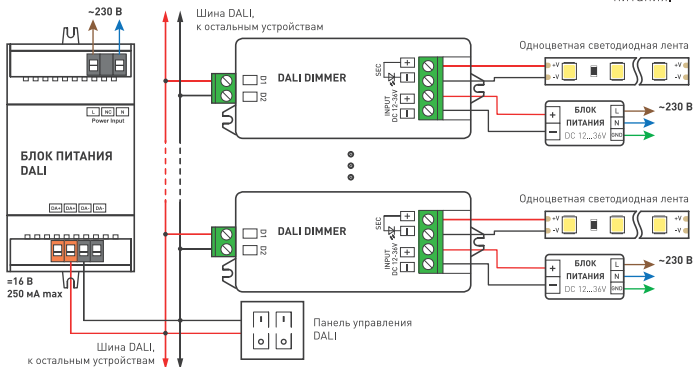 питания.
~230 В
Шина DALI,
к остальным устройствам
L NC N
Power Input
БЛОК ПИТАНИЯ
DALI
DA+ DA+ DA- DA-
=16 В
250 мА max
D1
D2
DALI DIMMER
SEC
+
−
INPUT
DC 12-36V
+
−
Одноцветная светодиодная лента
+V
-V
+V
-V
+
−
БЛОК
ПИТАНИЯ
DC 12...36V
L
N
GND
~230 В
D1
D2
DALI DIMMER
SEC
+
−
INPUT
DC 12-36V
+
−
Одноцветная светодиодная лента
+V
-V
+V
-V
+
−
БЛОК
ПИТАНИЯ
DC 12...36V
L
N
GND
~230 В
Панель управления
DALI
Шина DALI,
к остальным устройствам